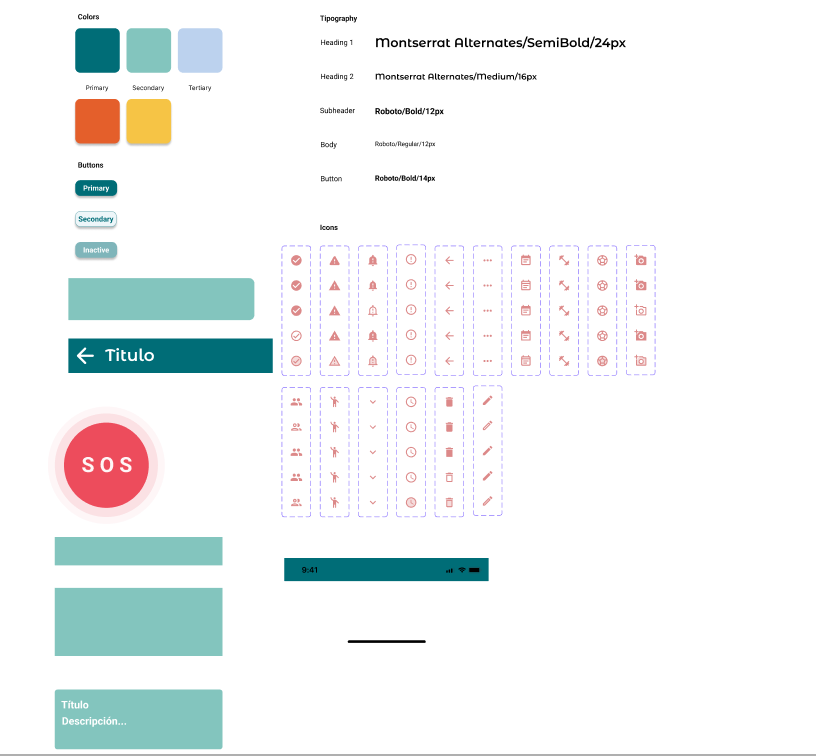 Colors
Primary
Secondary
Tertiary
Buttons
Primary
Secondary
Inactive
Titulo
SOS
Título
Descripción...
Tipography
Heading 1
Montserrat Alternates/SemiBold/24px
Heading 2
Montserrat Alternates/Medium/16px
Subheader
Roboto/Bold/12px
Body
Roboto/Regular/12px
Button
Roboto/Bold/14px
Icons
9:41